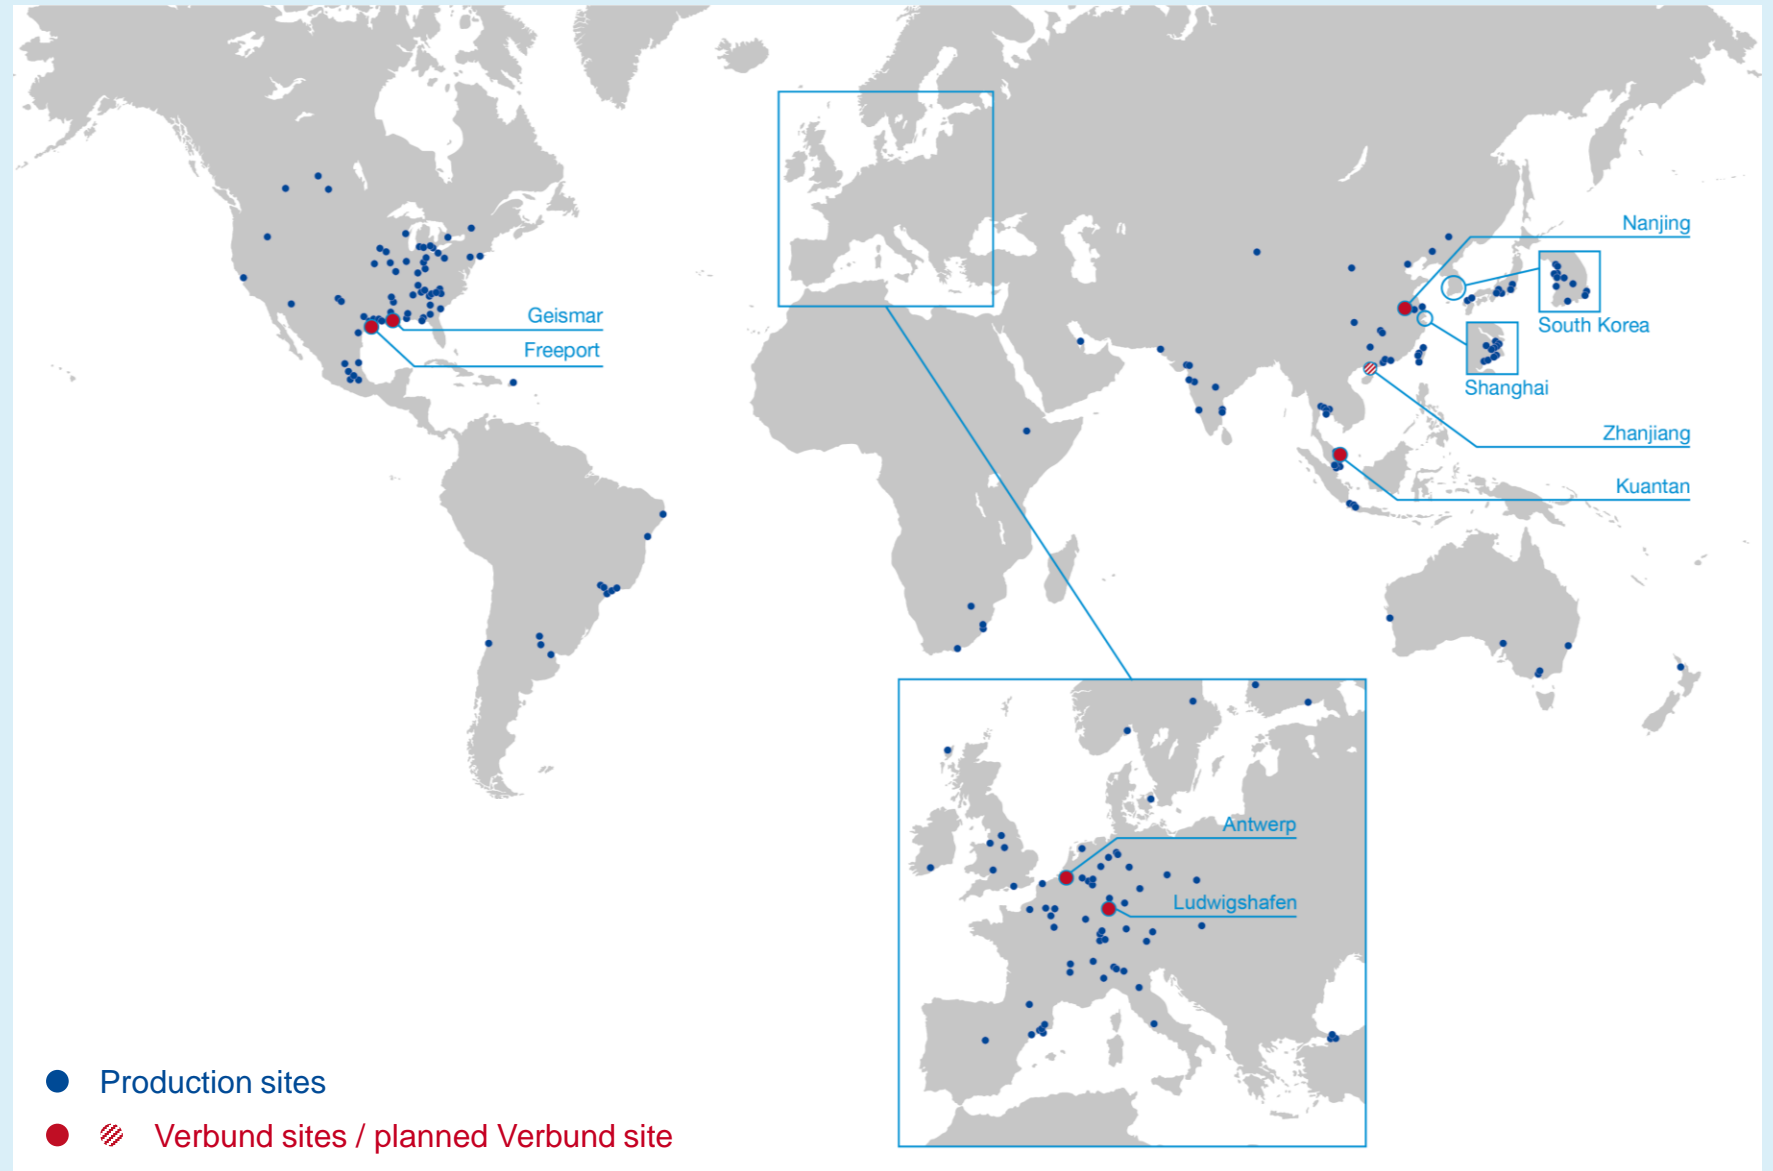 Nanjing
South Korea
Shanghai
Geismar
Freeport
Zhanjiang
Kuantan
Antwerp
Ludwigshafen
Production sites
Verbund sites / planned Verbund site